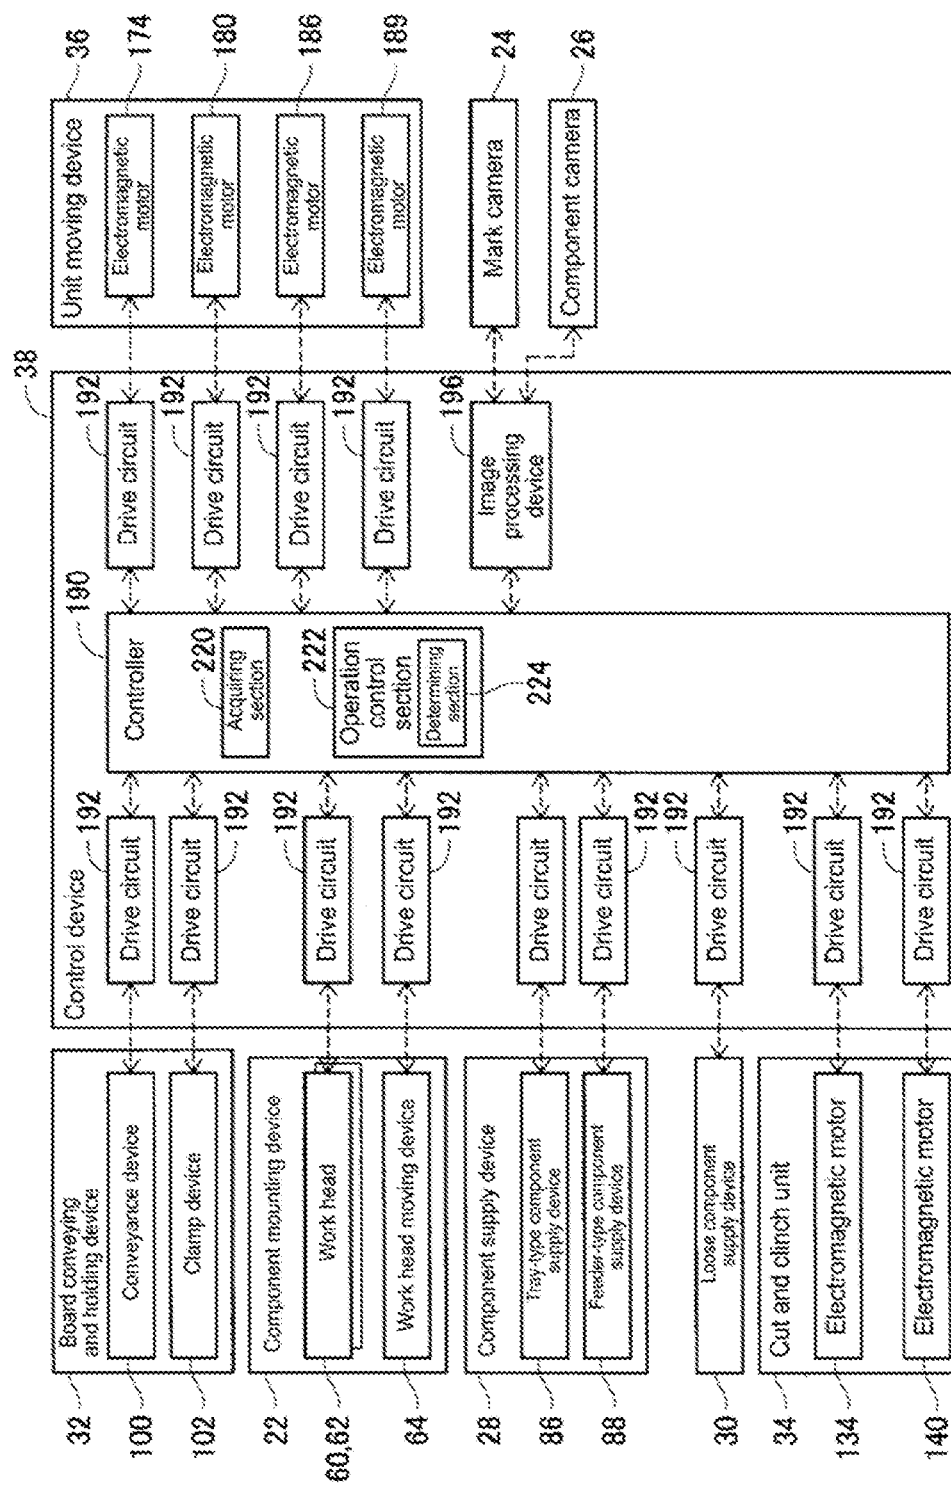 38
Control device
190
Controller
220
Acquiring
section
222
Operation
control
section
Determining
section
224
32
Board conveying
and holding device
100
Conveyance device
192
Drive circuit
102
Clamp device
192
Drive circuit
22
Component mounting device
60,62
Work head
192
Drive circuit
64
Work head moving device
192
Drive circuit
28
Component supply device
86
Tray-type component
supply device
Drive circuit
192
88
Feeder-type component
supply device
Drive circuit
192
30
Loose component
supply device
192
Drive circuit
34
Cut and clinch unit
134
Electromagnetic motor
192
Drive circuit
140
Electromagnetic motor
192
Drive circuit
36
Unit moving device
192
Drive circuit
174
Electromagnetic
motor
192
Drive circuit
180
Electromagnetic
motor
192
Drive circuit
186
Electromagnetic
motor
192
Drive circuit
189
Electromagnetic
motor
196
Image
processing
device
24
Mark camera
26
Component camera